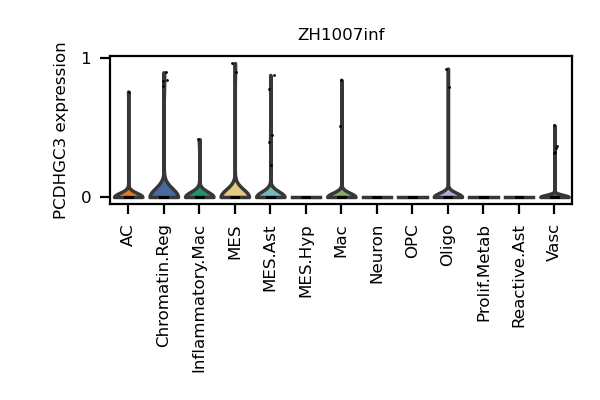 ZH1007inf
PCDHGC3 expression
1
0
AC
Chromatin.Reg
Inflammatory.Mac
MES
MES.Ast
MES.Hyp
Mac
Neuron
OPC
Oligo
Prolif.Metab
Reactive.Ast
Vasc